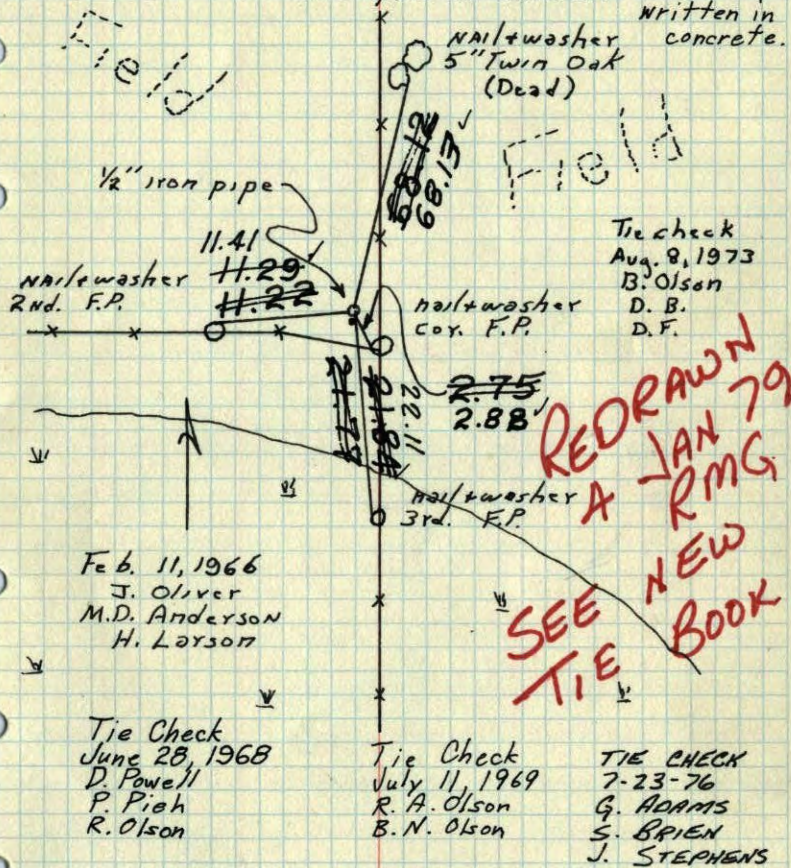 written in
concrete.
Field
NAil+washer
5" Twin Oak
(Dead)
Field
68.12
68.13
1/2" iron pipe
11.41
11.29
11.22
NAil+washer
2nd. F.P.
Tie check
Aug. 8, 1973
B. Olson
D. B.
D. F.
nail+washer
cor. F.P.
2.75
2.88
21.84
22.11
nail+washer
3rd. F.P.
REDRAWN
A JAN 79
RMG
SEE NEW
TIE BOOK
Feb. 11, 1966
J. Oliver
M.D. Anderson
H. Larson
Tie Check
June 28, 1968
D. Powell
P. Pieh
R. Olson
Tie Check
July 11, 1969
R. A. Olson
B. N. Olson
TIE CHECK
7-23-76
G. ADAMS
S. BRIEN
J. STEPHENS